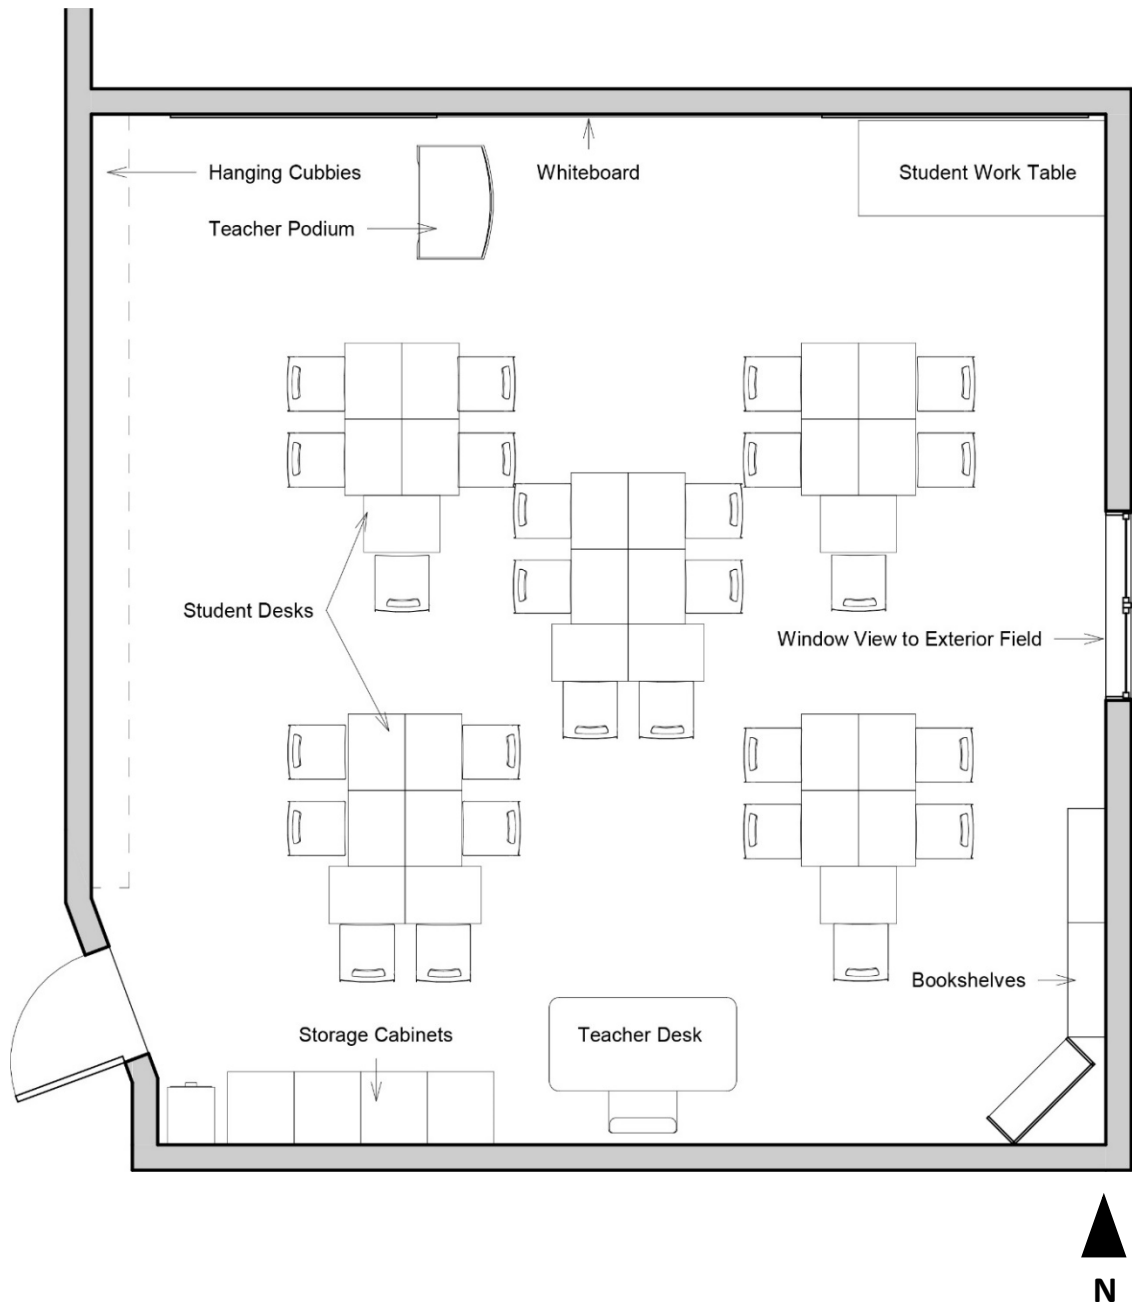 Hanging Cubbies
Whiteboard
Student Work Table
Teacher Podium
Student Desks
Window View to Exterior Field
Bookshelves
Storage Cabinets
Teacher Desk
N